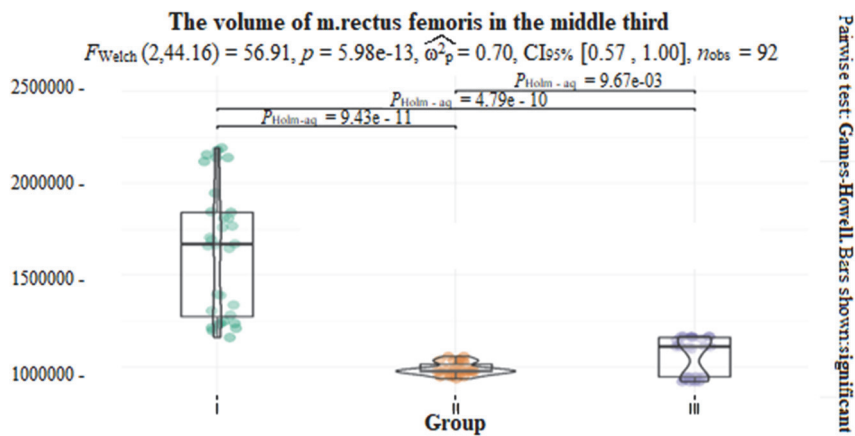 The volume of m.rectus femoris in the middle third
F Welch (2,44.16) = 56.91, p = 5.98e-13, ω²p = 0.70, CI95% [0.57 , 1.00], nobs = 92
PHolm-aq = 9.67e-03
PHolm - aq = 4.79e - 10
PHolm-aq = 9.43e - 11
2500000
2000000
1500000
1000000
i
ii
iii
Group
Pairwise test: Games-Howell. Bars shown:significant